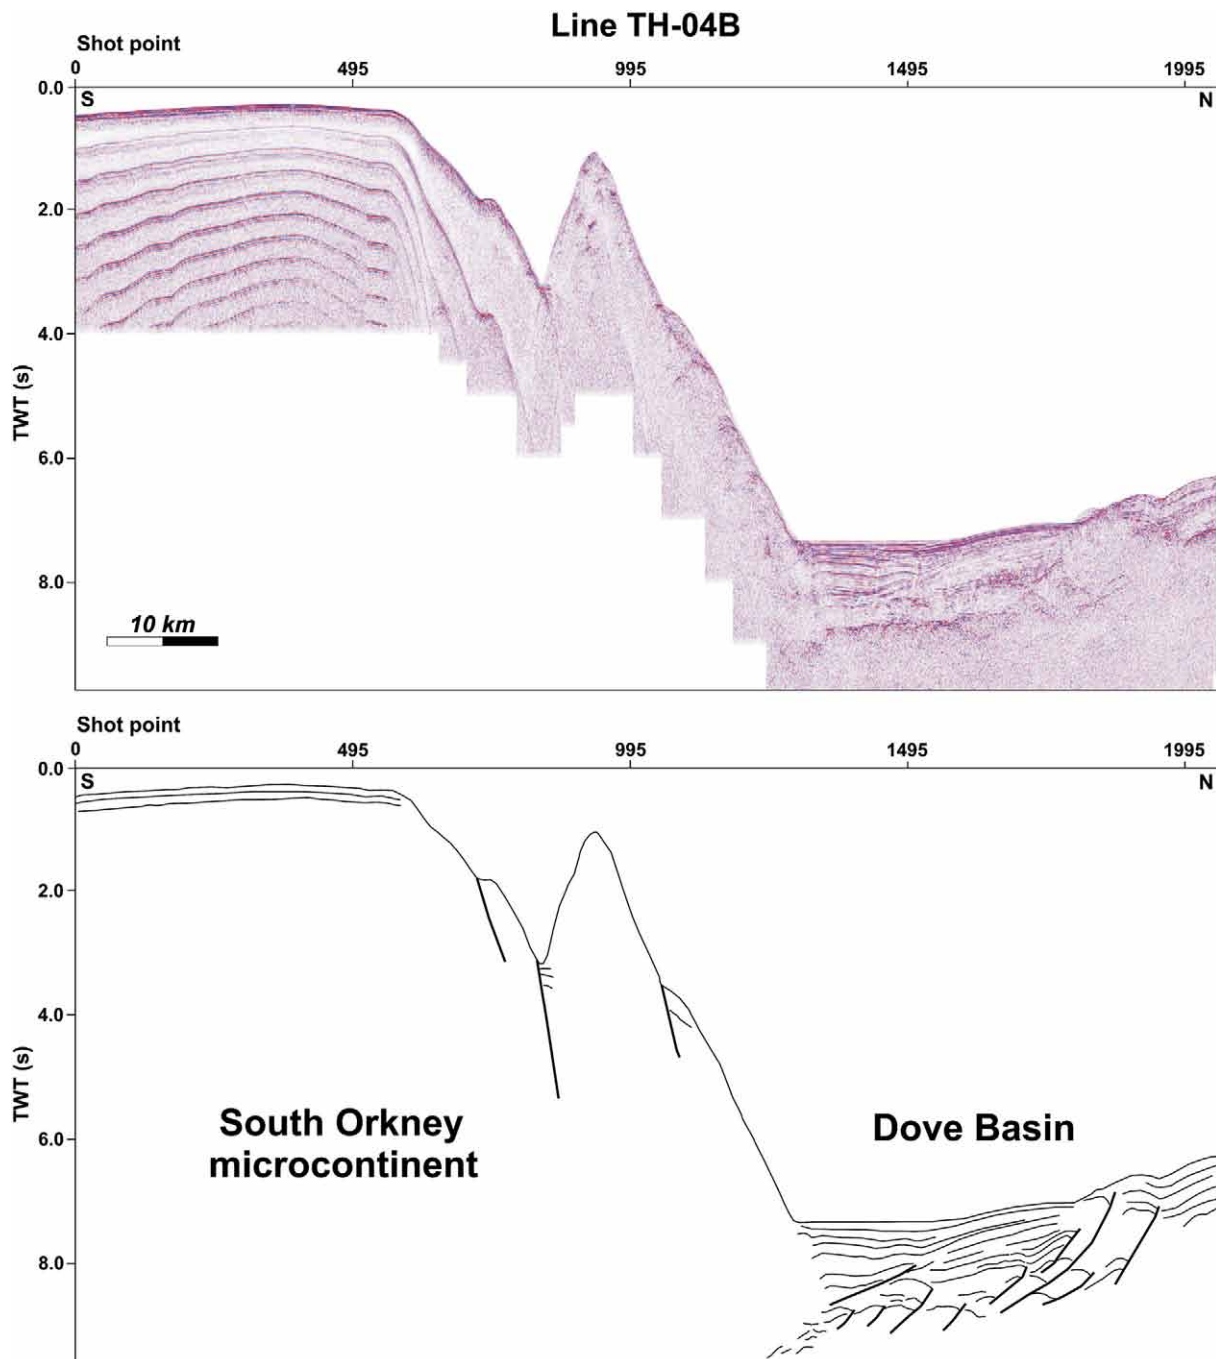 Line TH-04B
Shot point
0 495 995 1495 1995
0.0
S N
2.0
4.0
TWT (s)
6.0
8.0
10 km
Shot point
0 495 995 1495 1995
0.0
S N
2.0
4.0
TWT (s)
South Orkney
microcontinent
Dove Basin
6.0
8.0